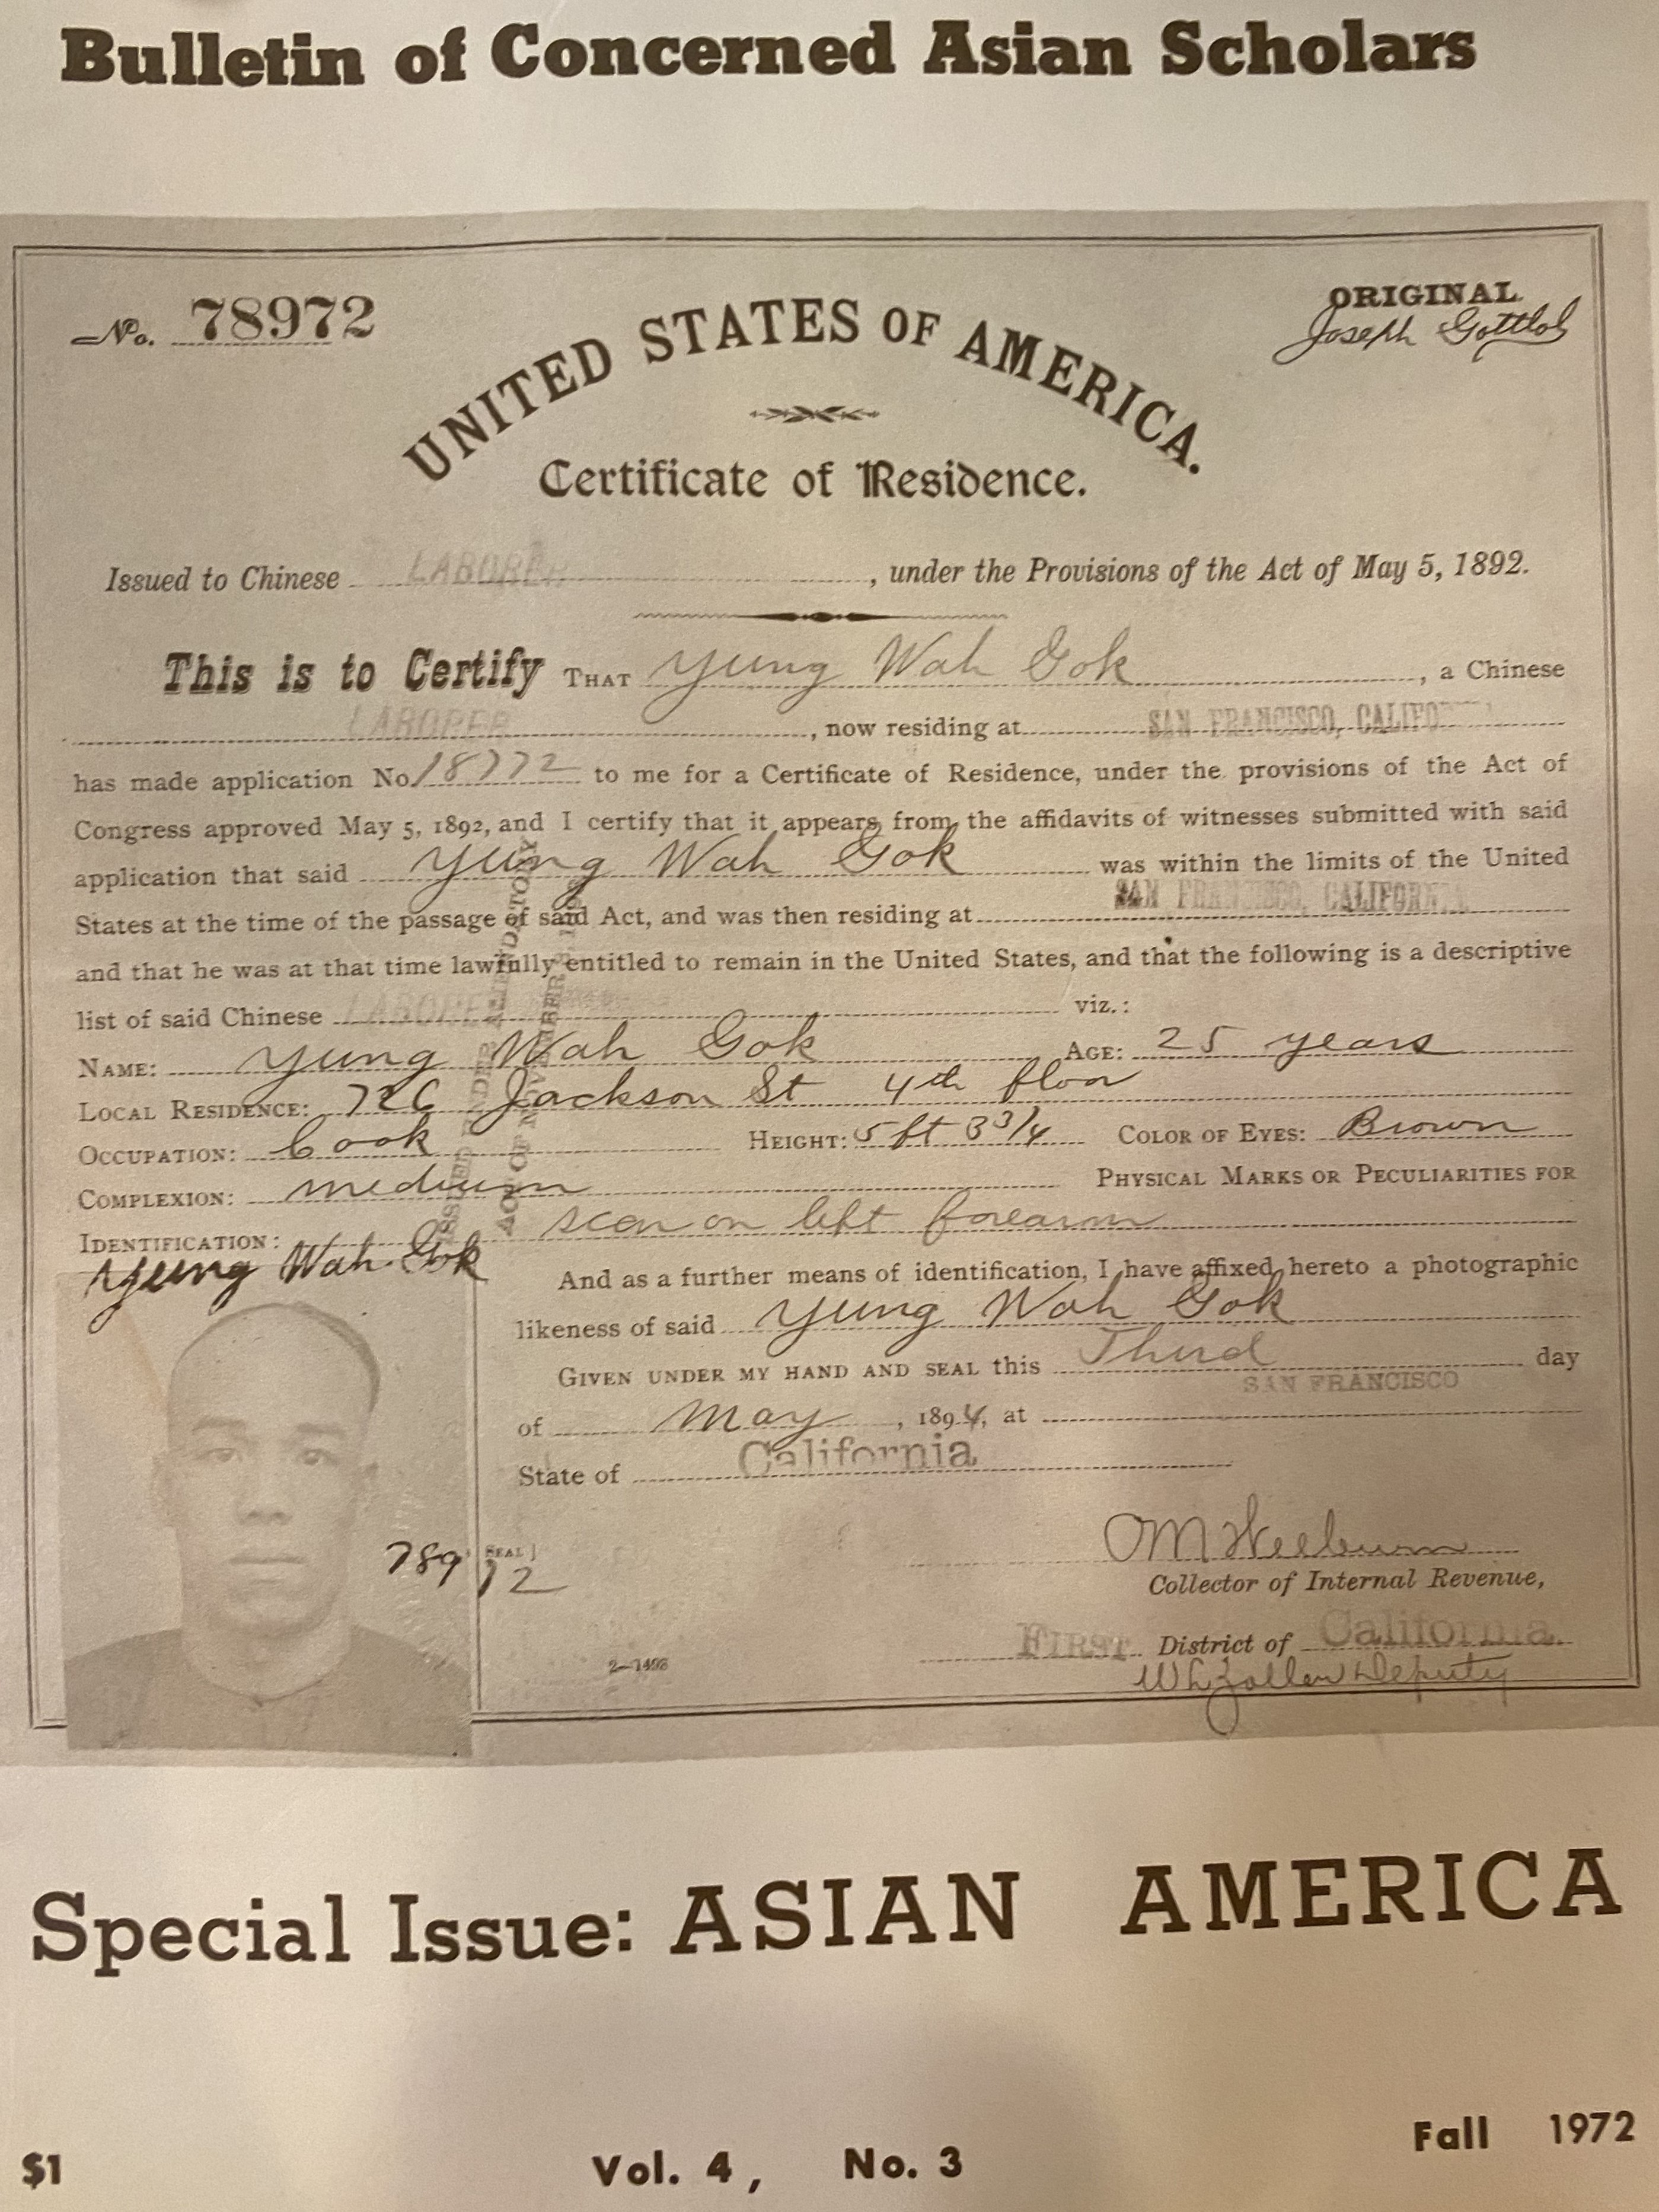 Bulletin of Concerned Asian Scholars
No. 78972
ORIGINAL
Joseph Gottlob
UNITED STATES OF AMERICA.
Certificate of Residence.
Issued to Chinese LABORER, under the Provisions of the Act of May 5, 1892.
This is to Certify THAT Yung Wah Gok, a Chinese
LABORER, now residing at SAN FRANCISCO, CALIFORNIA
has made application No. 18772 to me for a Certificate of Residence, under the provisions of the Act of
Congress approved May 5, 1892, and I certify that it appears from the affidavits of witnesses submitted with said
application that said Yung Wah Gok was within the limits of the United
States at the time of the passage of said Act, and was then residing at SAN FRANCISCO, CALIFORNIA
and that he was at that time lawfully entitled to remain in the United States, and that the following is a descriptive
list of said Chinese LABORER viz.:
NAME: Yung Wah Gok AGE: 25 years
LOCAL RESIDENCE: 726 Jackson St 4th floor
OCCUPATION: Cook HEIGHT: 5 ft 3 3/4 COLOR OF EYES: Brown
COMPLEXION: medium PHYSICAL MARKS OR PECULIARITIES FOR
IDENTIFICATION: scar on left forearm
ISSUED UNDER AMENDATORY
ACT OF NOVEMBER 3, 1893
Yung Wah Gok
And as a further means of identification, I have affixed hereto a photographic
likeness of said Yung Wah Gok
GIVEN UNDER MY HAND AND SEAL this Third day
of May, 1894, at SAN FRANCISCO
State of California
78972
SEAL]
O M Welburn
Collector of Internal Revenue,
FIRST District of California
Deputy
2—1493
Special Issue: ASIAN AMERICA
$1
Vol. 4, No. 3
Fall 1972